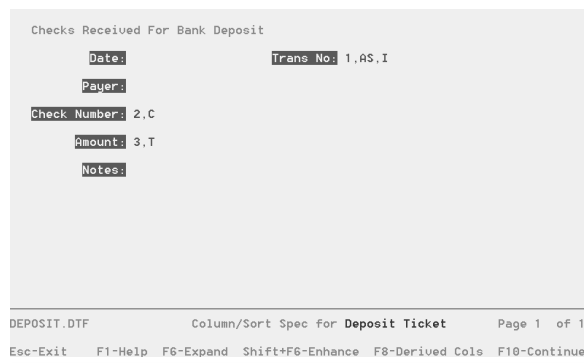 Checks Received For Bank Deposit
Date: Trans No: 1,AS,I
Payer:
Check Number: 2,C
Amount: 3,T
Notes:
DEPOSIT.DTF Column/Sort Spec for Deposit Ticket Page 1 of 1
Esc-Exit F1-Help F6-Expand Shift+F6-Enhance F8-Derived Cols F10-Continue